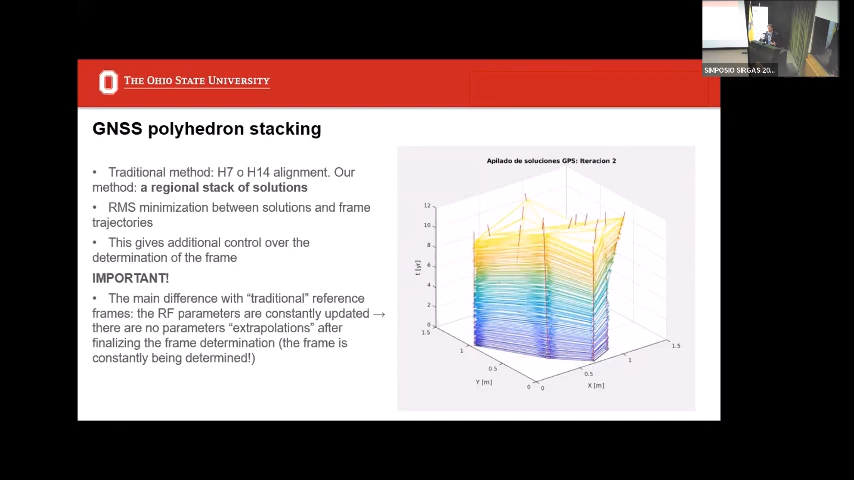 SIMPOSIO SIRGAS 20...
THE OHIO STATE UNIVERSITY
GNSS polyhedron stacking
• Traditional method: H7 o H14 alignment. Our
method: a regional stack of solutions
• RMS minimization between solutions and frame
trajectories
• This gives additional control over the
determination of the frame
IMPORTANT!
• The main difference with “traditional” reference
frames: the RF parameters are constantly updated →
there are no parameters “extrapolations” after
finalizing the frame determination (the frame is
constantly being determined!)
Apilado de soluciones GPS: Iteracion 2
12
10
8
6
4
2
0
t [yr]
1.5
1
0.5
0
Y [m]
0
0.5
1
1.5
X [m]